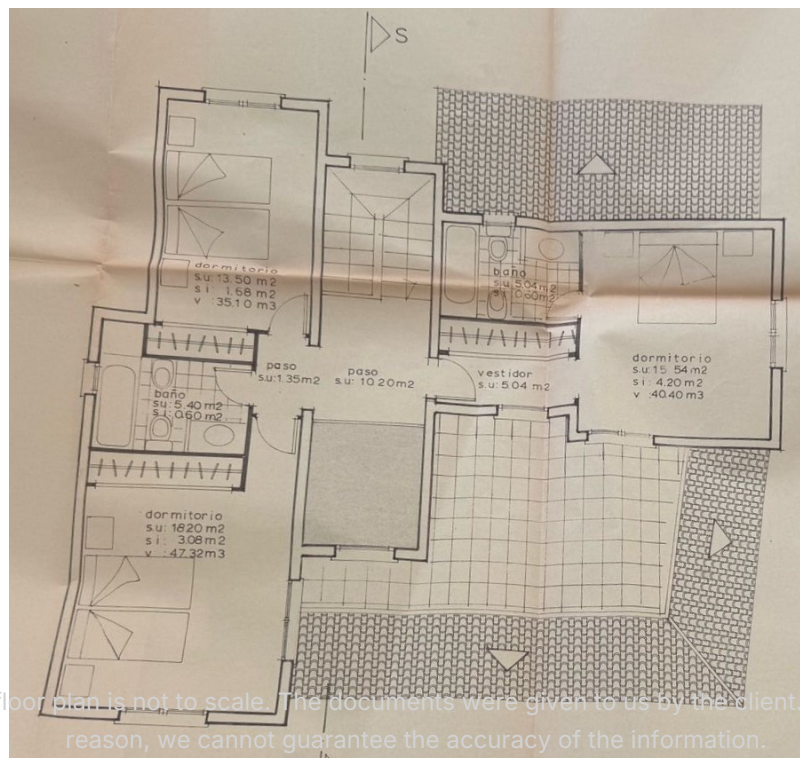 S
dormitorio
s.u: 13.50 m2
s i : 1.68 m2
v : 35.10 m3
baño
s.u: 5.04 m2
s i : 0.60 m2
paso
s.u: 1.35 m2
paso
s.u: 10.20 m2
vestidor
s.u: 5.04 m2
dormitorio
s.u: 15.54 m2
s i : 4.20 m2
v : 40.40 m3
baño
s.u: 5.40 m2
s i : 0.60 m2
dormitorio
s.u: 18.20 m2
s i : 3.08 m2
v : 47.32 m3
floor plan is not to scale. The documents were given to us by the client.
reason, we cannot guarantee the accuracy of the information.